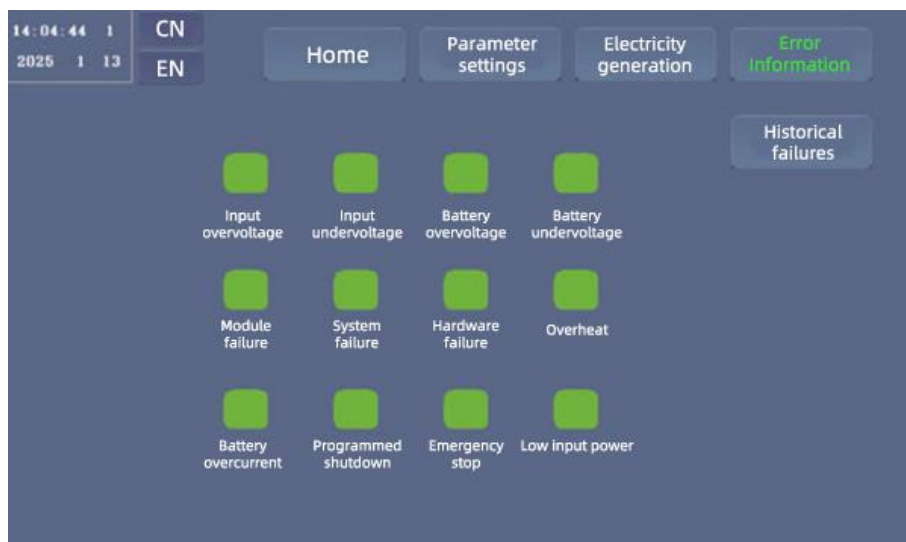 14:04:44 1
2025 1 13
CN
EN
Home
Parameter
settings
Electricity
generation
Error
Information
Historical
failures
Input
overvoltage
Input
undervoltage
Battery
overvoltage
Battery
undervoltage
Module
failure
System
failure
Hardware
failure
Overheat
Battery
overcurrent
Programmed
shutdown
Emergency
stop
Low input power